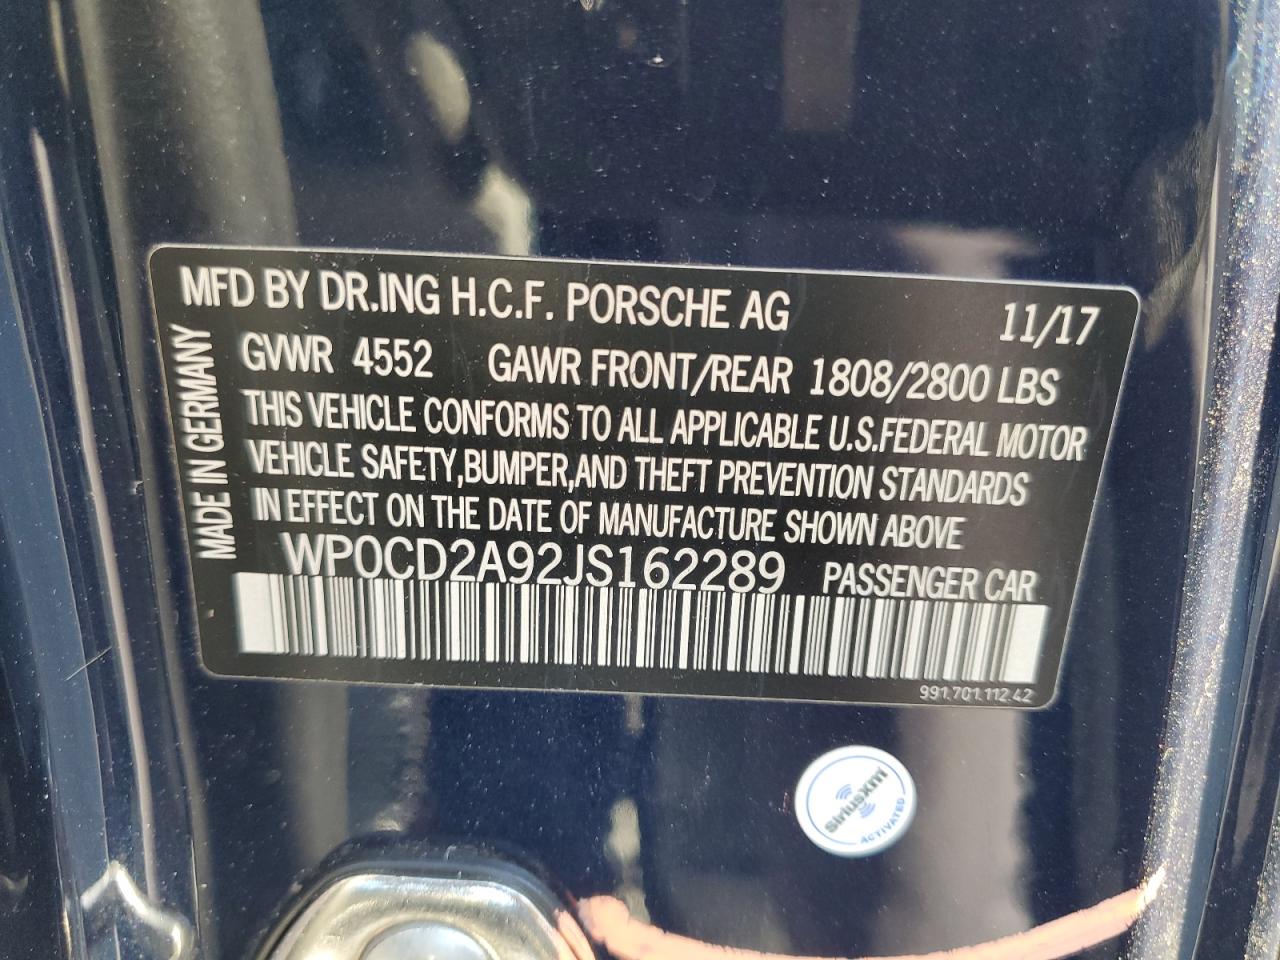 MFD BY DR.ING H.C.F. PORSCHE AG 11/17
GVWR 4552 GAWR FRONT/REAR 1808/2800 LBS
THIS VEHICLE CONFORMS TO ALL APPLICABLE U.S.FEDERAL MOTOR
VEHICLE SAFETY,BUMPER,AND THEFT PREVENTION STANDARDS
IN EFFECT ON THE DATE OF MANUFACTURE SHOWN ABOVE
WP0CD2A92JS162289 PASSENGER CAR
MADE IN GERMANY
991.701.112.42
SiriusXM
ACTIVATED